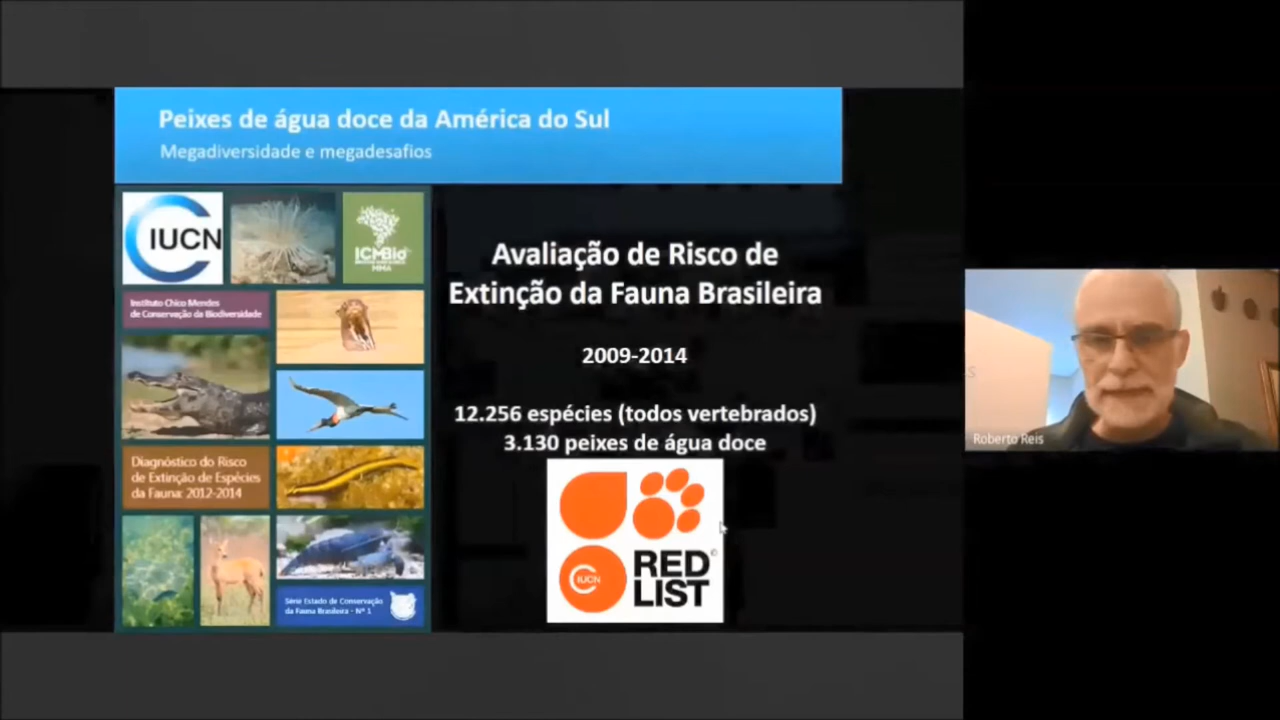 Peixes de água doce da América do Sul
Megadiversidade e megadesafios
IUCN
ICMBio
MMA
Instituto Chico Mendes
de Conservação da Biodiversidade
Diagnóstico do Risco
de Extinção de Espécies
da Fauna: 2012-2014
Série Estado de Conservação
da Fauna Brasileira - Nº 1
Avaliação de Risco de
Extinção da Fauna Brasileira
2009-2014
12.256 espécies (todos vertebrados)
3.130 peixes de água doce
IUCN
RED
LIST
©
Roberto Reis